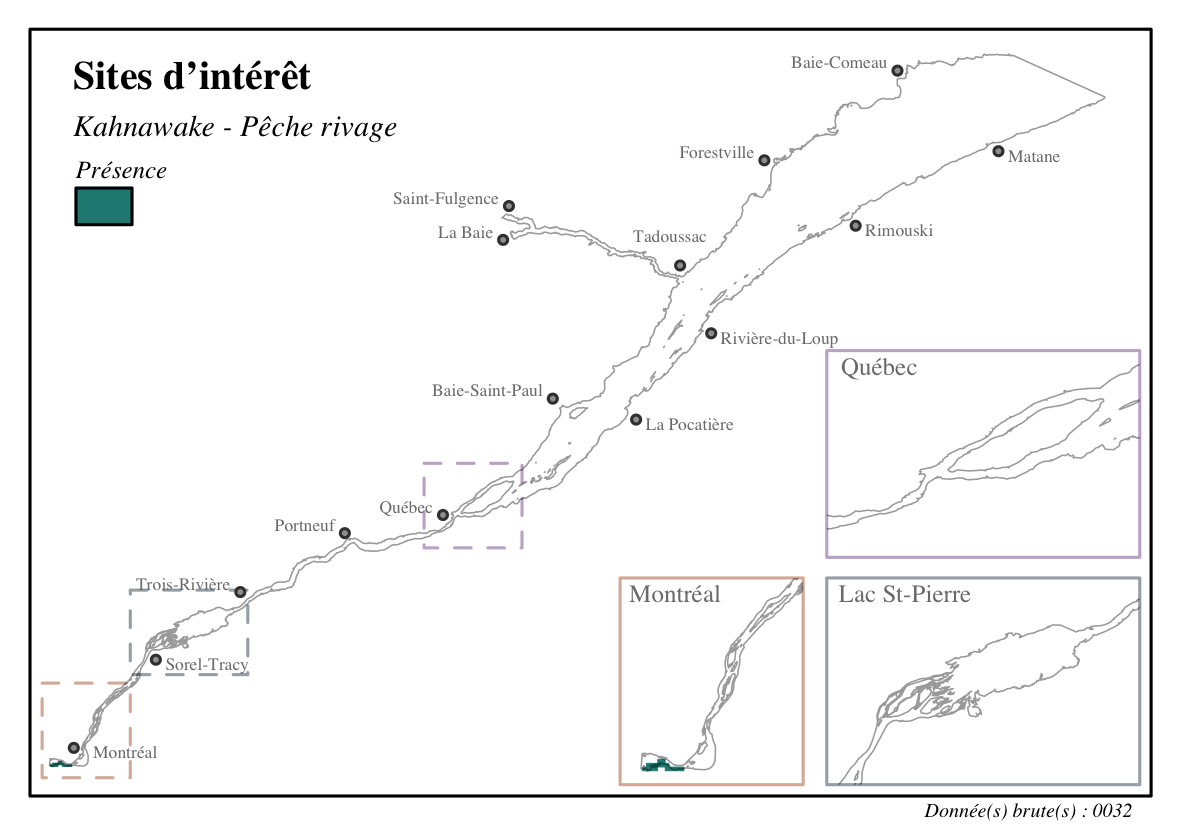 Sites d’intérêt
Kahnawake - Pêche rivage
Présence
Baie-Comeau
Forestville
Matane
Saint-Fulgence
La Baie
Tadoussac
Rimouski
Rivière-du-Loup
Baie-Saint-Paul
La Pocatière
Québec
Québec
Portneuf
Trois-Rivière
Sorel-Tracy
Montréal
Montréal
Lac St-Pierre
Donnée(s) brute(s) : 0032